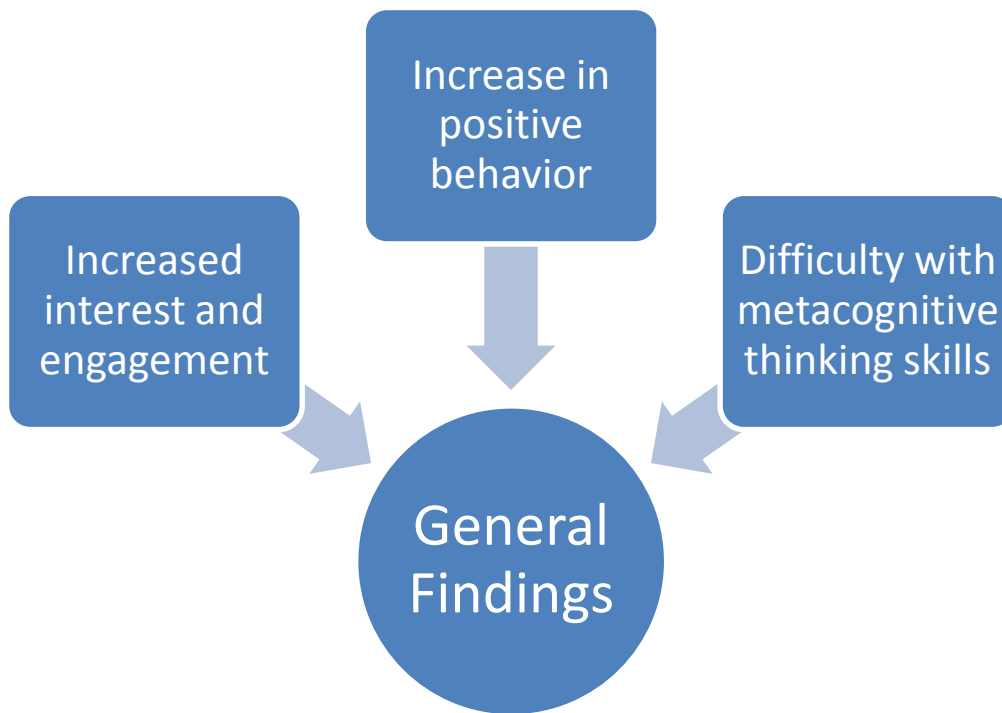 Increased
interest and
engagement
Increase in
positive
behavior
Difficulty with
metacognitive
thinking skills
General
Findings